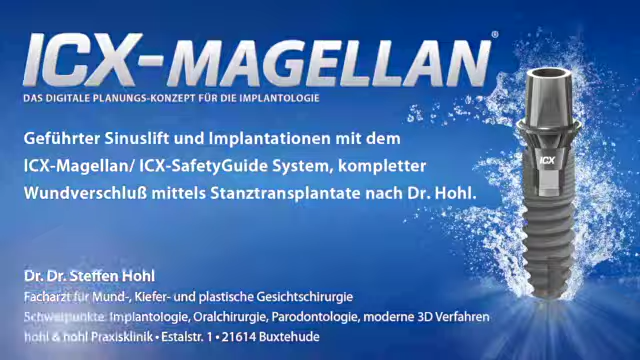 ICX-MAGELLAN®
DAS DIGITALE PLANUNGS-KONZEPT FÜR DIE IMPLANTOLOGIE
Geführter Sinuslift und Implantationen mit dem
ICX-Magellan/ ICX-SafetyGuide System, kompletter
Wundverschluß mittels Stanztransplantate nach Dr. Hohl.
ICX
Dr. Dr. Steffen Hohl
Facharzt für Mund-, Kiefer- und plastische Gesichtschirurgie
Schwerpunkte: Implantologie, Oralchirurgie, Parodontologie, moderne 3D Verfahren
hohl & hohl Praxisklinik • Estalstr. 1 • 21614 Buxtehude